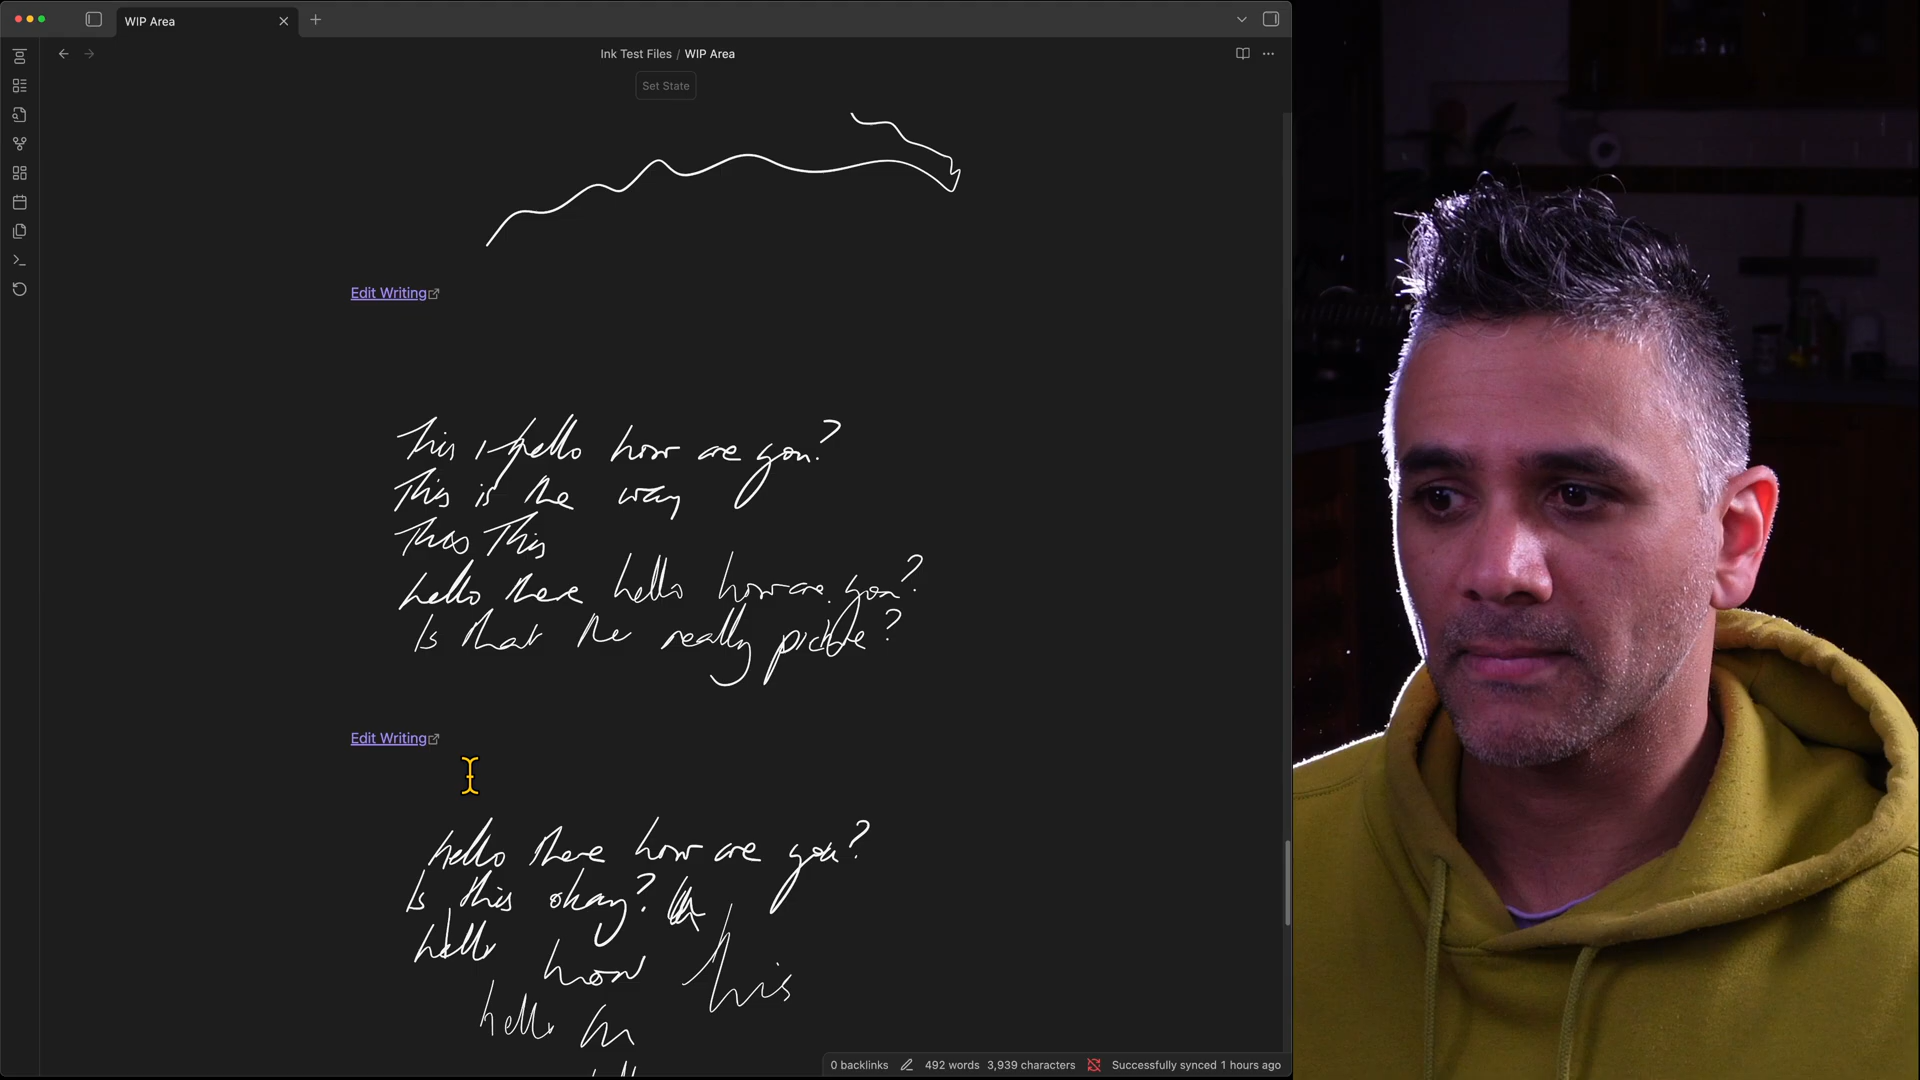 WIP Area
Ink Test Files / WIP Area
Set State
Edit Writing
This hello how are you?
This is the way
This
hello there hello how are you?
Is that the really picture?
Edit Writing
hello there how are you?
Is this okay?
hello
how this
hello
0 backlinks 492 words 3,939 characters Successfully synced 1 hours ago